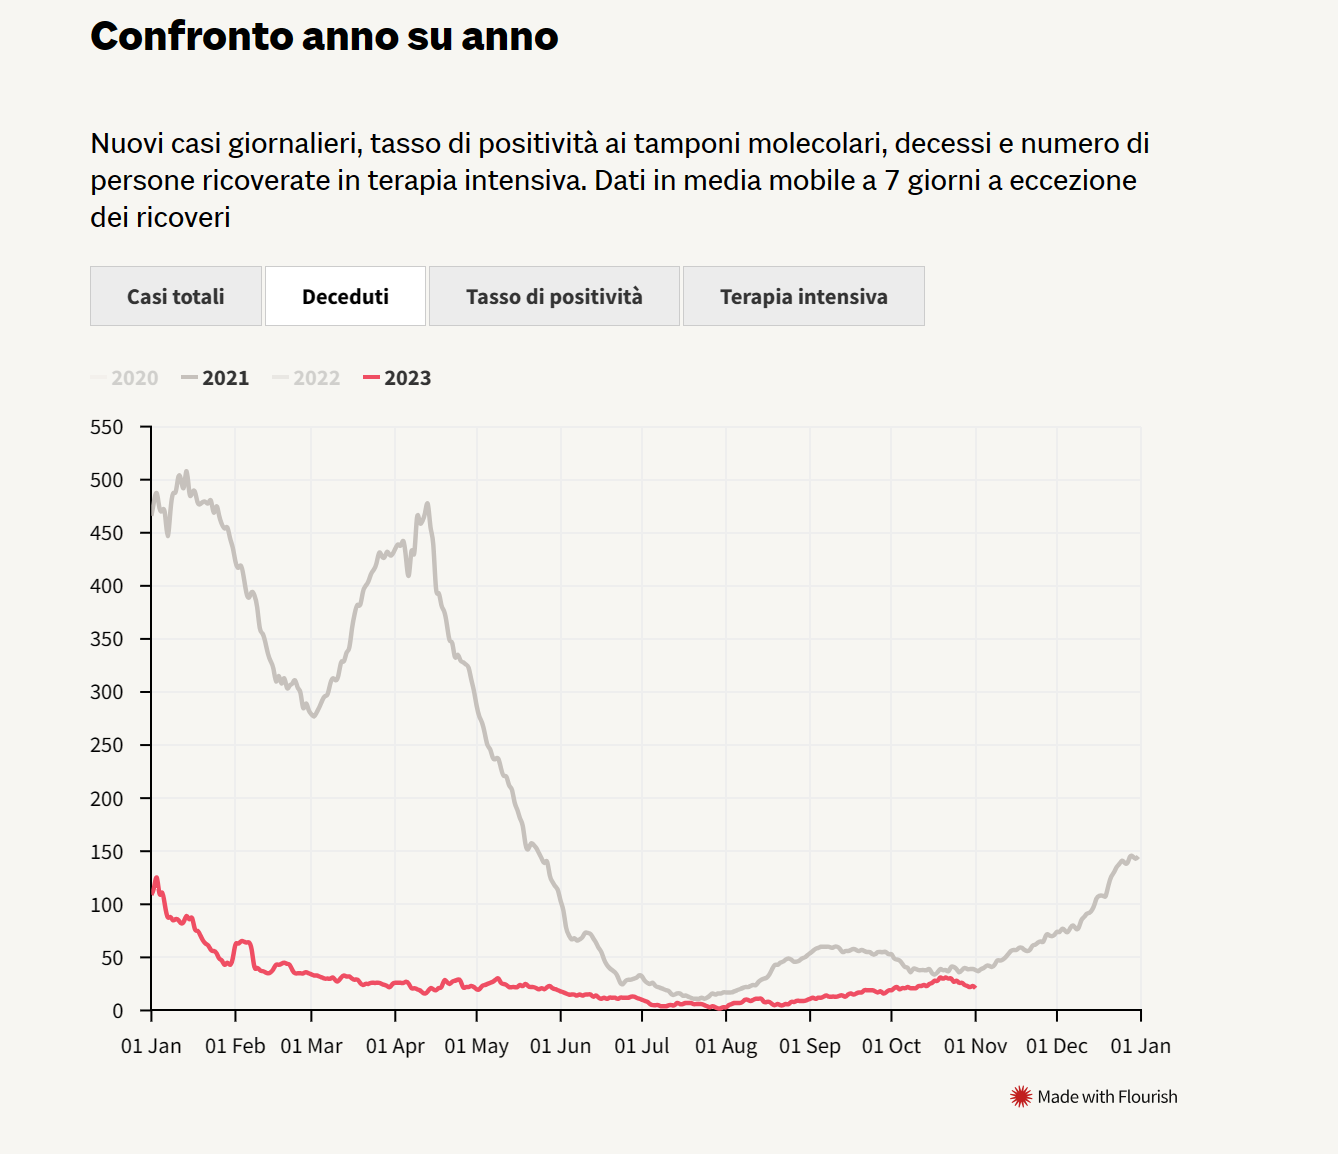 Confronto anno su anno
Nuovi casi giornalieri, tasso di positività ai tamponi molecolari, decessi e numero di
persone ricoverate in terapia intensiva. Dati in media mobile a 7 giorni a eccezione
dei ricoveri
Casi totali Deceduti Tasso di positività Terapia intensiva
2020 2021 2022 2023
550
500
450
400
350
300
250
200
150
100
50
0
01 Jan 01 Feb 01 Mar 01 Apr 01 May 01 Jun 01 Jul 01 Aug 01 Sep 01 Oct 01 Nov 01 Dec 01 Jan
Made with Flourish